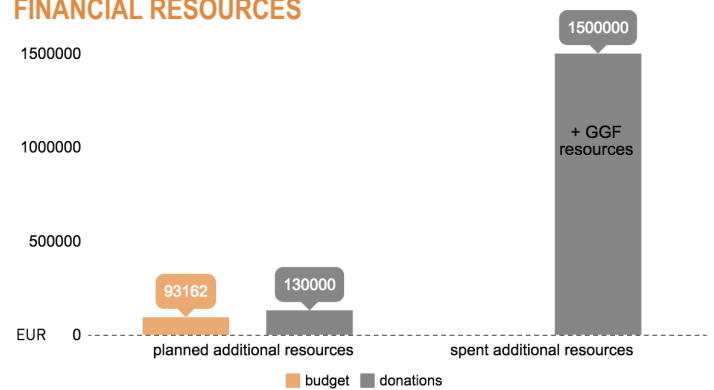 FINANCIAL RESOURCES
1500000
1500000
+ GGF
resources
1000000
500000
93162
130000
EUR 0
planned additional resources
spent additional resources
budget
donations